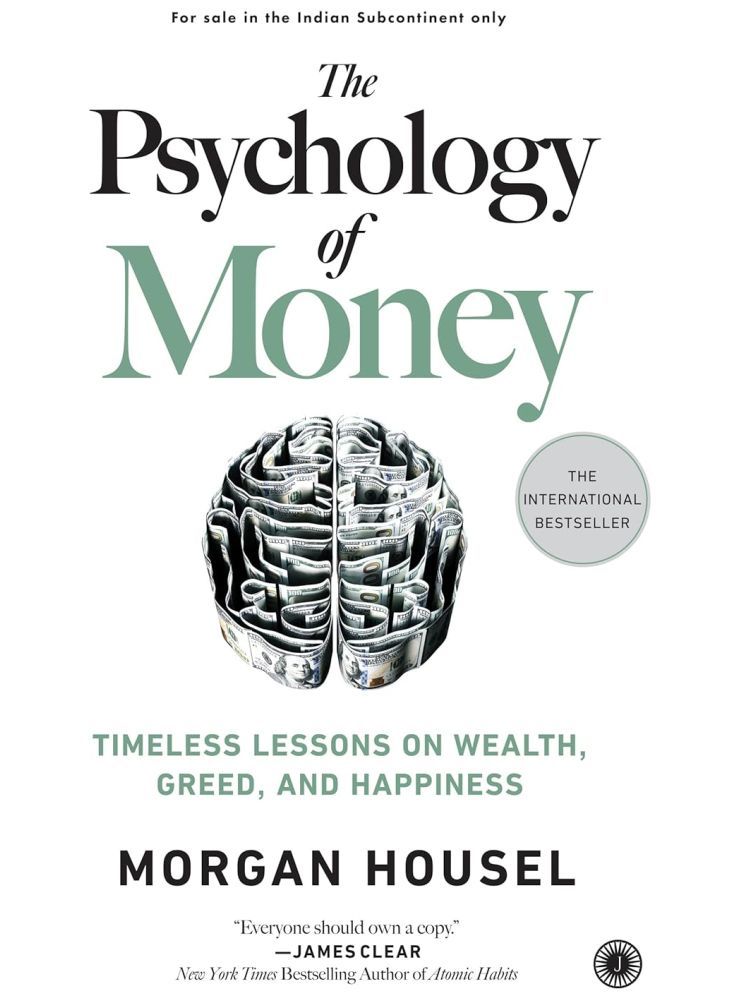 For sale in the Indian Subcontinent only
The
Psychology
of
Money
THE
INTERNATIONAL
BESTSELLER
TIMELESS LESSONS ON WEALTH,
GREED, AND HAPPINESS
MORGAN HOUSEL
“Everyone should own a copy.”
—JAMES CLEAR
New York Times Bestselling Author of Atomic Habits
J